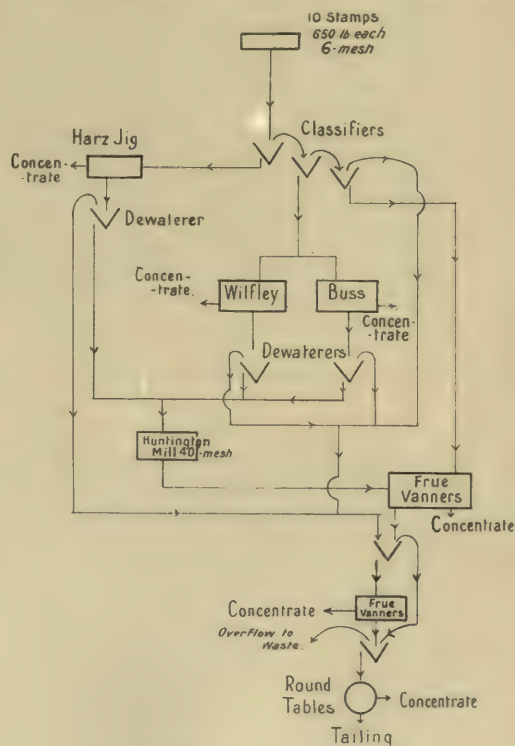 10 Stamps
650 lb each
6-mesh
Harz Jig
Classifiers
Concen-
-trate
Dewaterer
Concen-
-trate.
Wilfley
Buss
Concen-
-trate
Dewaterers
Huntington
Mill 40-mesh
Frue
Vanners
Concentrate
Concentrate
Frue
Vanners
Overflow to
Waste.
Round
Tables
Concentrate
Tailing